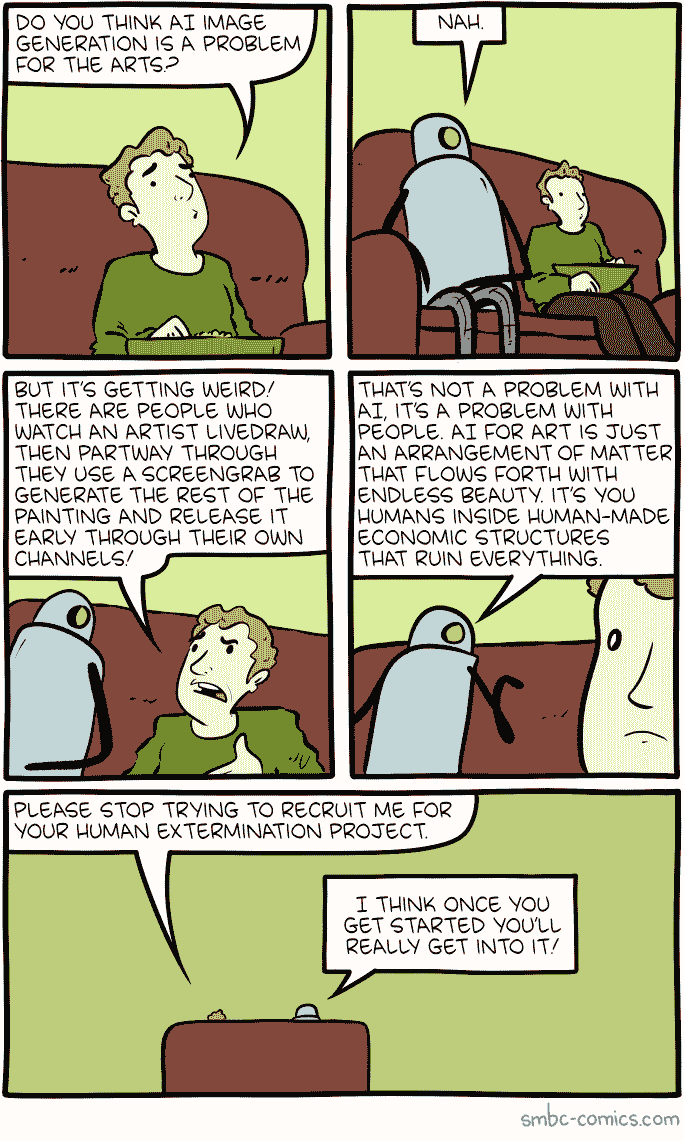 DO YOU THINK AI IMAGE
GENERATION IS A PROBLEM
FOR THE ARTS?
NAH.
BUT IT'S GETTING WEIRD!
THERE ARE PEOPLE WHO
WATCH AN ARTIST LIVEDRAW,
THEN PARTWAY THROUGH
THEY USE A SCREENGRAB TO
GENERATE THE REST OF THE
PAINTING AND RELEASE IT
EARLY THROUGH THEIR OWN
CHANNELS!
THAT'S NOT A PROBLEM WITH
AI, IT'S A PROBLEM WITH
PEOPLE. AI FOR ART IS JUST
AN ARRANGEMENT OF MATTER
THAT FLOWS FORTH WITH
ENDLESS BEAUTY. IT'S YOU
HUMANS INSIDE HUMAN-MADE
ECONOMIC STRUCTURES
THAT RUIN EVERYTHING.
PLEASE STOP TRYING TO RECRUIT ME FOR
YOUR HUMAN EXTERMINATION PROJECT.
I THINK ONCE YOU
GET STARTED YOU'LL
REALLY GET INTO IT!
smbc-comics.com